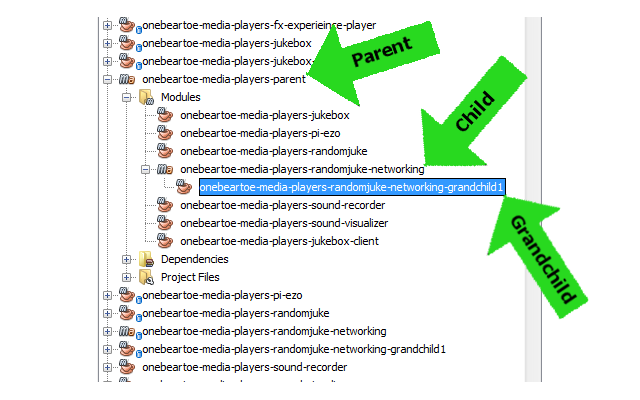 onebeartoe-media-players-fx-experieince-player
onebeartoe-media-players-jukebox
onebeartoe-media-players-jukebox-
onebeartoe-media-players-parent
Parent
Modules
onebeartoe-media-players-jukebox
onebeartoe-media-players-pi-ezo
onebeartoe-media-players-randomjuke
Child
onebeartoe-media-players-randomjuke-networking
onebeartoe-media-players-randomjuke-networking-grandchild1
onebeartoe-media-players-sound-recorder
onebeartoe-media-players-sound-visualizer
onebeartoe-media-players-jukebox-client
Grandchild
Dependencies
Project Files
onebeartoe-media-players-pi-ezo
onebeartoe-media-players-randomjuke
onebeartoe-media-players-randomjuke-networking
onebeartoe-media-players-randomjuke-networking-grandchild1
onebeartoe-media-players-sound-recorder